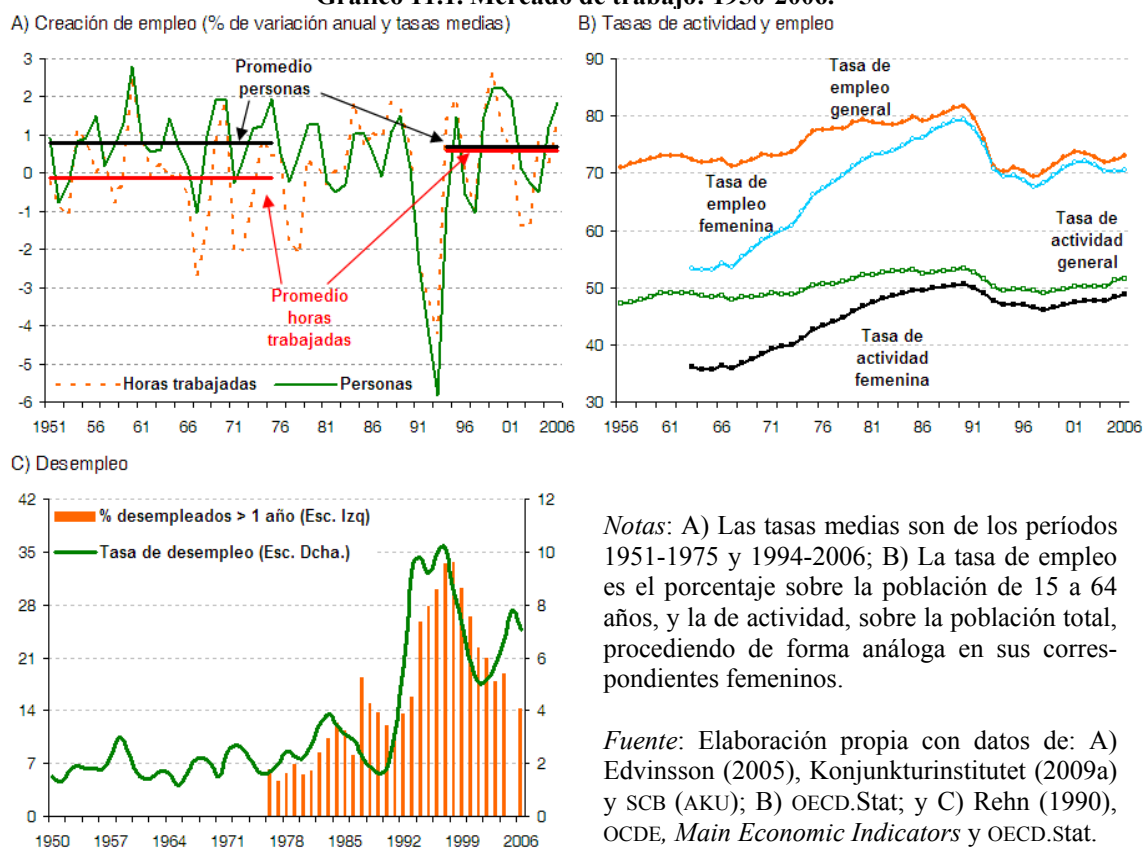 Gráfico 11.1. Mercado de trabajo. 1950-2006.
A) Creación de empleo (% de variación anual y tasas medias)
3
2
1
0
-1
-2
-3
-4
-5
-6
Promedio
personas
Promedio
horas
trabajadas
Horas trabajadas
Personas
1951 56 61 66 71 76 81 86 91 96 01 2006
B) Tasas de actividad y empleo
90
80
70
60
50
40
30
Tasa de
empleo
general
Tasa de
empleo
femenina
Tasa de
actividad
general
Tasa de
actividad
femenina
1956 61 66 71 76 81 86 91 96 01 2006
C) Desempleo
42
35
28
21
14
7
0
% desempleados > 1 año (Esc. Izq)
Tasa de desempleo (Esc. Dcha.)
12
10
8
6
4
2
0
1950 1957 1964 1971 1978 1985 1992 1999 2006
Notas: A) Las tasas medias son de los períodos
1951-1975 y 1994-2006; B) La tasa de empleo
es el porcentaje sobre la población de 15 a 64
años, y la de actividad, sobre la población total,
procediendo de forma análoga en sus corres-
pondientes femeninos.
Fuente: Elaboración propia con datos de: A)
Edvinsson (2005), Konjunkturinstitutet (2009a)
y SCB (AKU); B) OECD.Stat; y C) Rehn (1990),
OCDE, Main Economic Indicators y OECD.Stat.